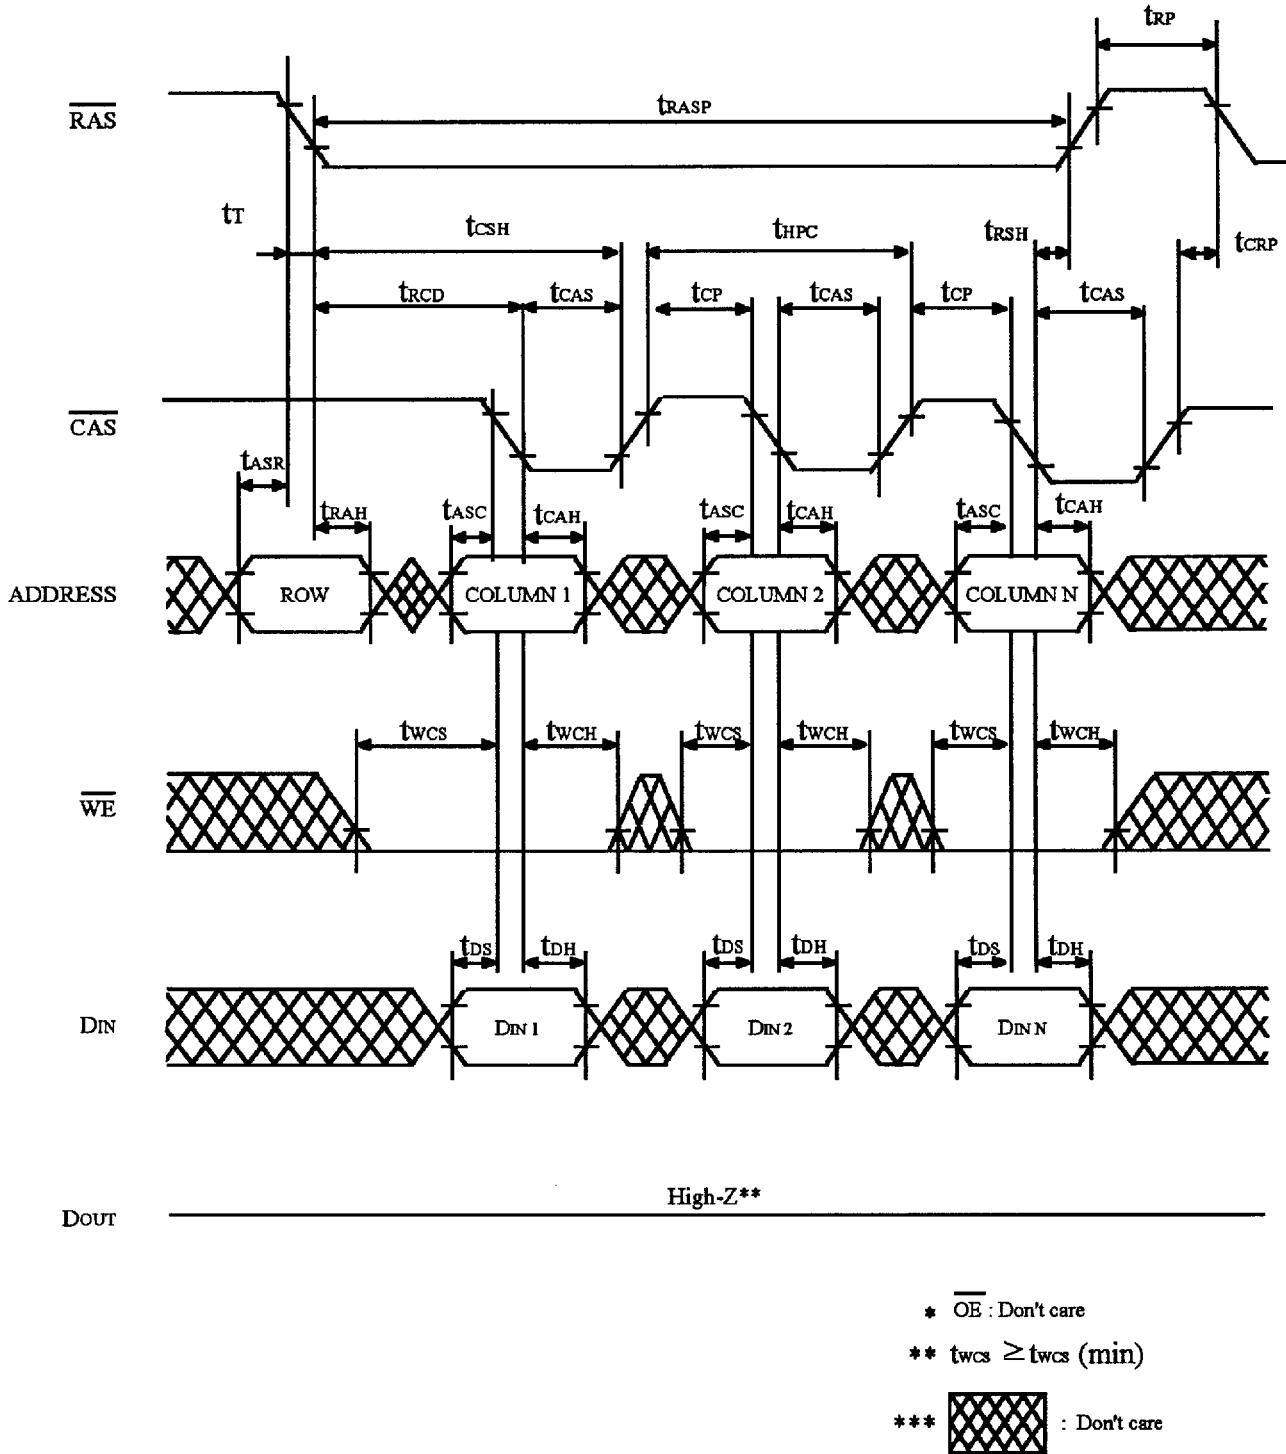 tRP
RAS
tRASP
tT
tCSH
tHPC
tRSH
tCRP
tRCD
tCAS
tCP
tCAS
tCP
tCAS
CAS
tASR
tRAH
tASC
tCAH
tASC
tCAH
tASC
tCAH
ADDRESS
ROW
COLUMN 1
COLUMN 2
COLUMN N
tWCS
tWCH
tWCS
tWCH
tWCS
tWCH
WE
tDS
tDH
tDS
tDH
tDS
tDH
DIN
DIN 1
DIN 2
DIN N
High-Z**
DOUT
* OE : Don't care
** twcs ≥ twcs (min)
*** : Don't care